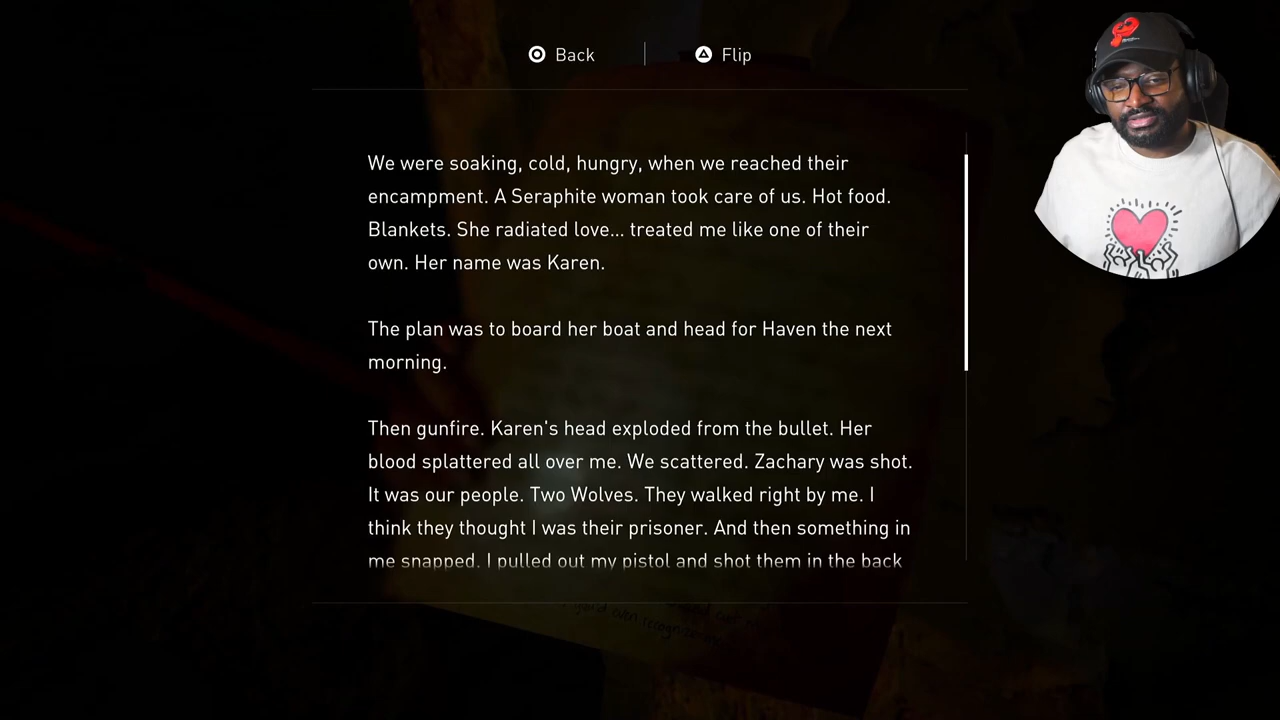 Back
Flip
We were soaking, cold, hungry, when we reached their
encampment. A Seraphite woman took care of us. Hot food.
Blankets. She radiated love... treated me like one of their
own. Her name was Karen.
The plan was to board her boat and head for Haven the next
morning.
Then gunfire. Karen's head exploded from the bullet. Her
blood splattered all over me. We scattered. Zachary was shot.
It was our people. Two Wolves. They walked right by me. I
think they thought I was their prisoner. And then something in
me snapped. I pulled out my pistol and shot them in the back
even recognize